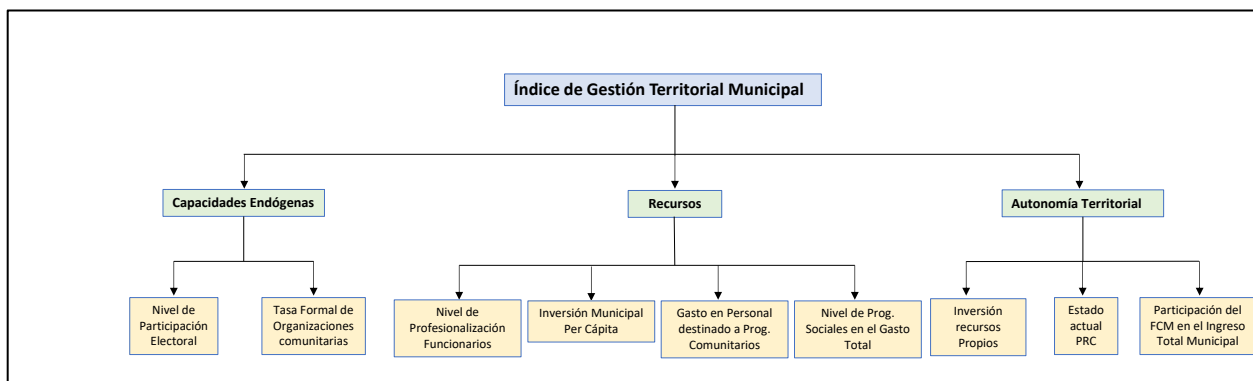 Índice de Gestión Territorial Municipal
Capacidades Endógenas
Recursos
Autonomía Territorial
Nivel de
Participación
Electoral
Tasa Formal de
Organizaciones
comunitarias
Nivel de
Profesionalización
Funcionarios
Inversión Municipal
Per Cápita
Gasto en Personal
destinado a Prog.
Comunitarios
Nivel de Prog.
Sociales en el Gasto
Total
Inversión
recursos
Propios
Estado
actual
PRC
Participación del
FCM en el Ingreso
Total Municipal